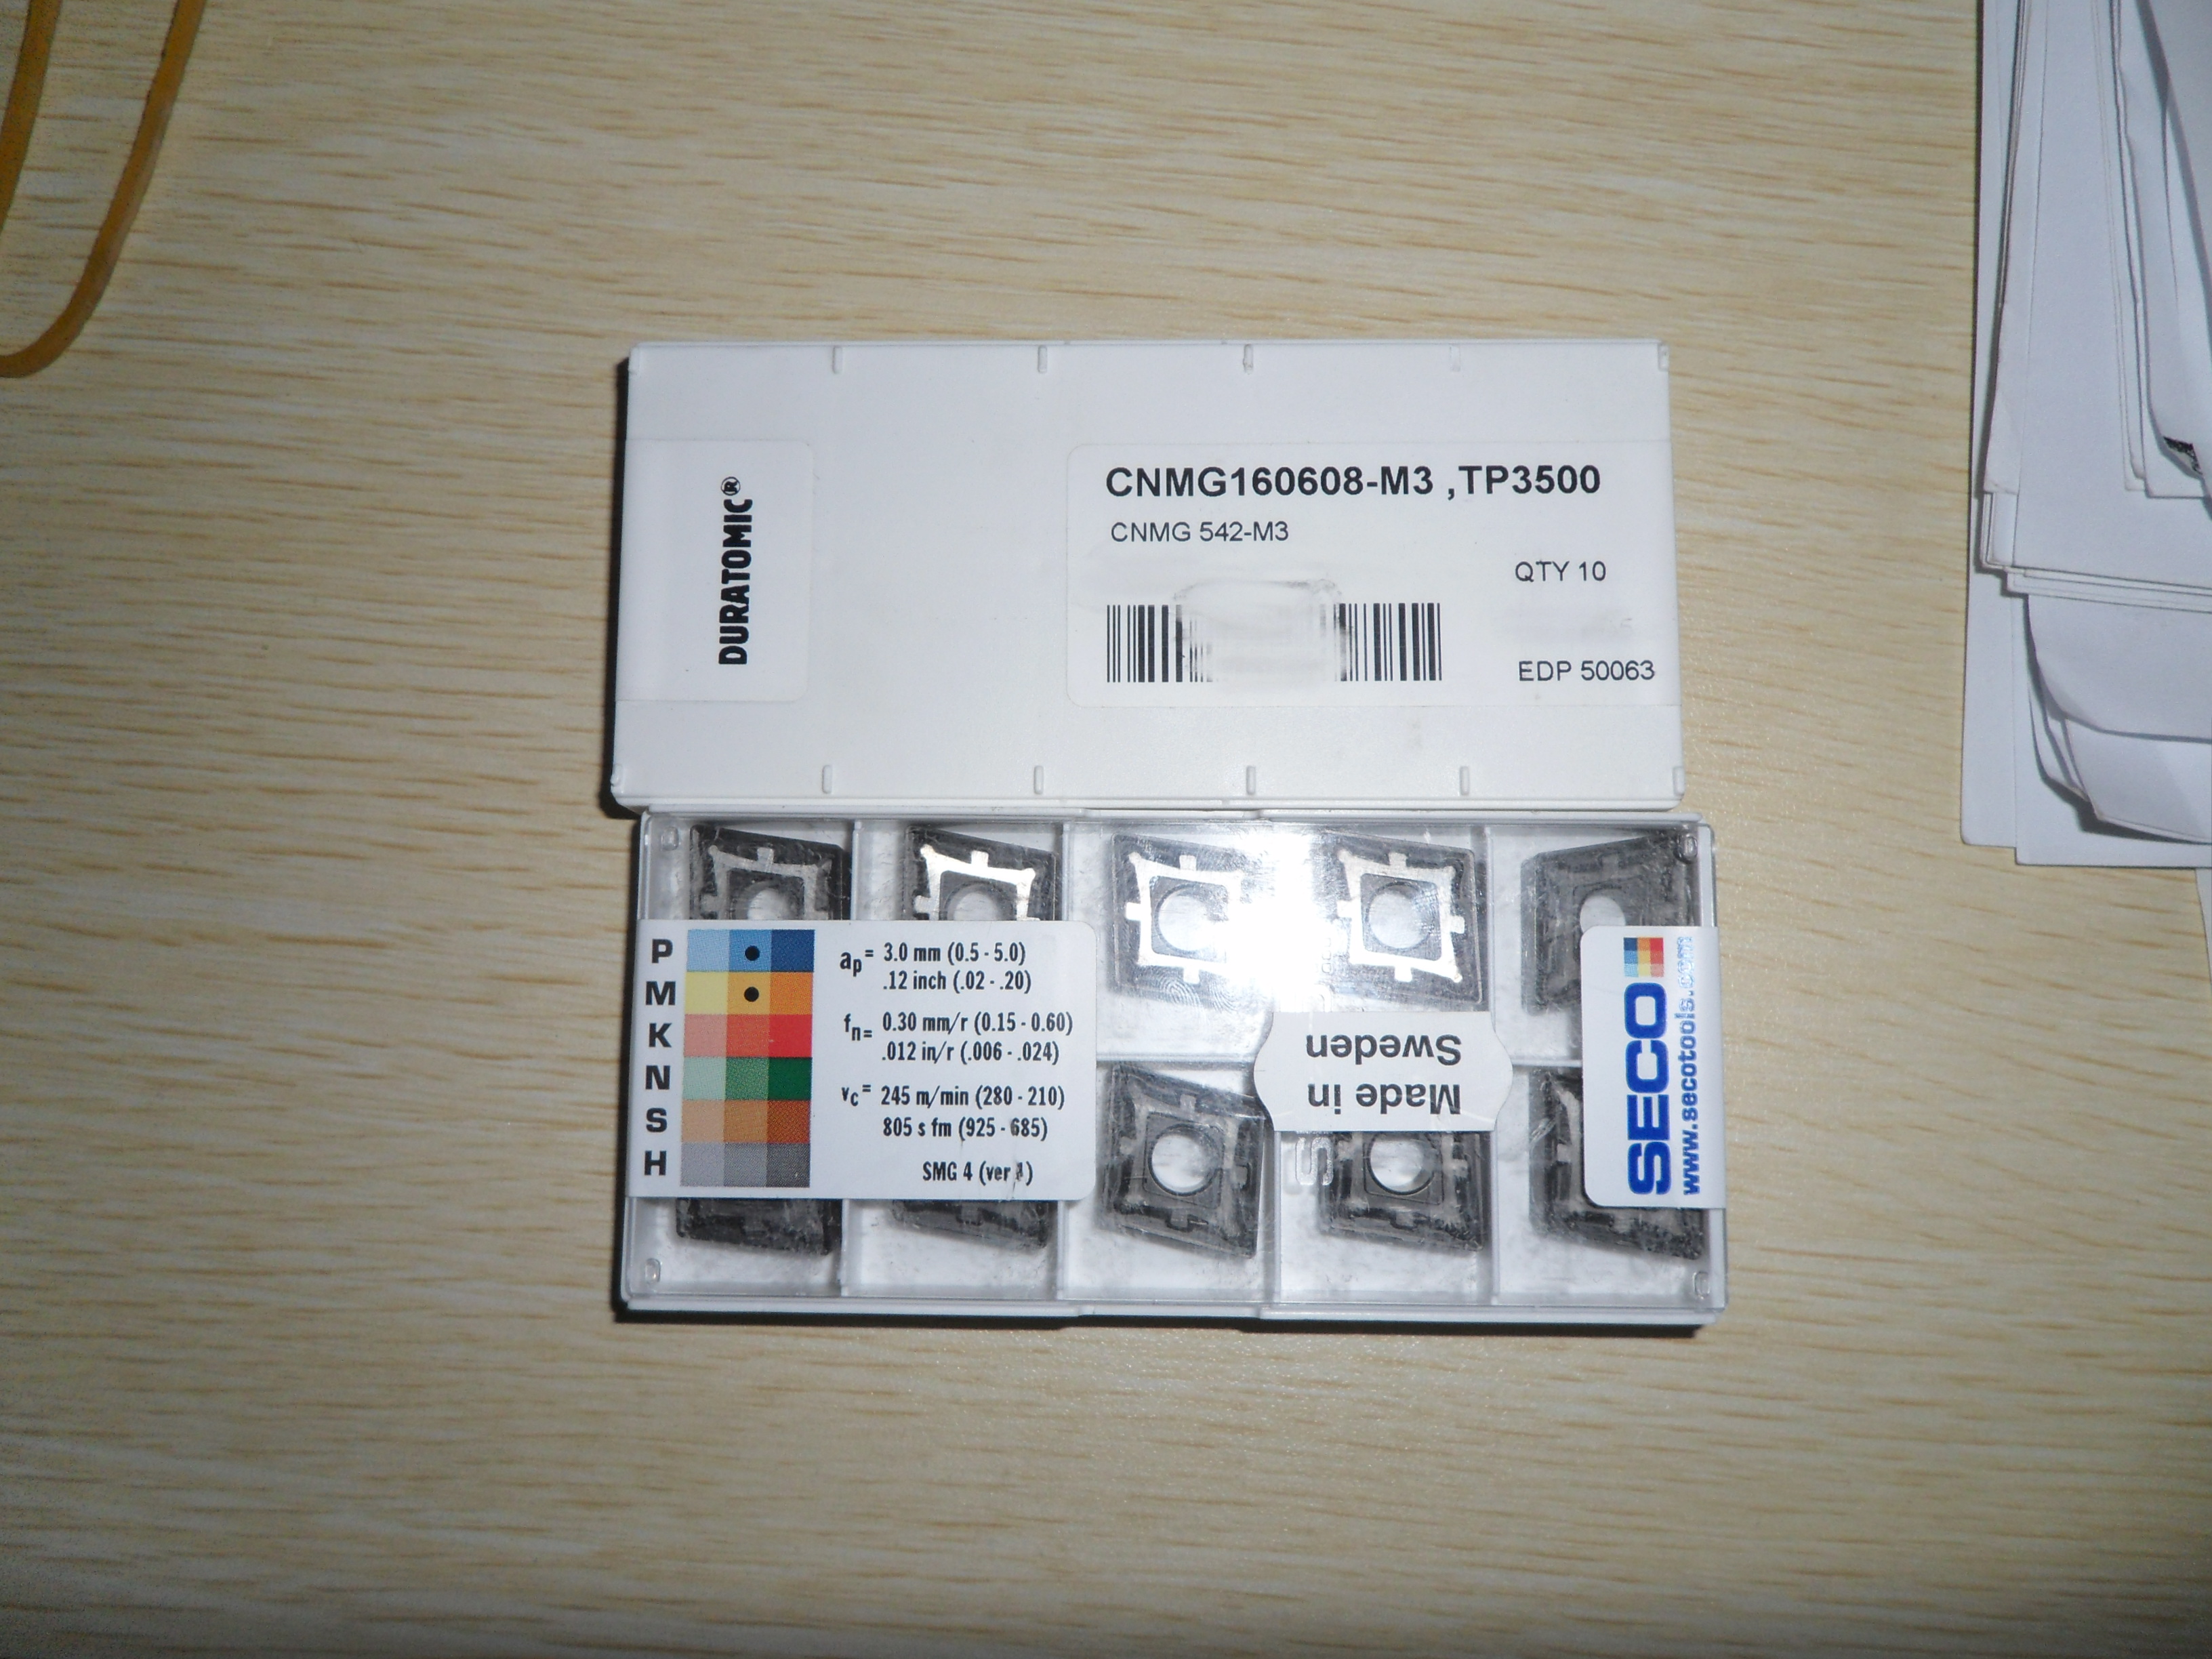 DURATOMIC®
CNMG160608-M3 ,TP3500
CNMG 542-M3
QTY 10
EDP 50063
P
M
K
N
S
H
ap= 3.0 mm (0.5 - 5.0)
.12 inch (.02 - .20)
fn= 0.30 mm/r (0.15 - 0.60)
.012 in/r (.006 - .024)
vc= 245 m/min (280 - 210)
805 s fm (925 - 685)
SMG 4 (ver
Made in
Sweden
SECO
www.secotools.com